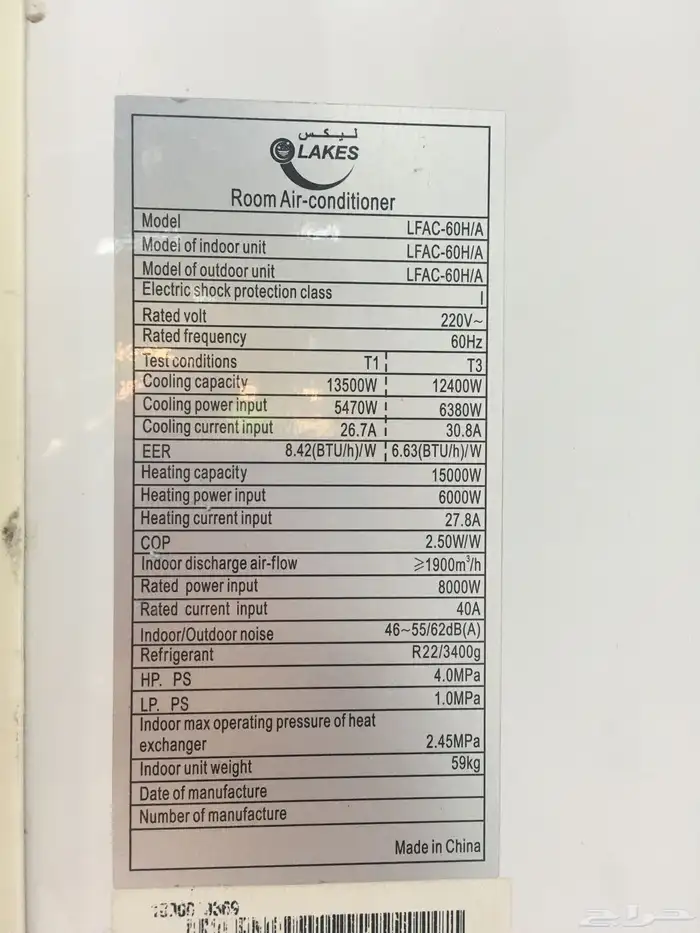 ليكس
LAKES
Room Air-conditioner
Model LFAC-60H/A
Model of indoor unit LFAC-60H/A
Model of outdoor unit LFAC-60H/A
Electric shock protection class I
Rated volt 220V~
Rated frequency 60Hz
Test conditions T1 T3
Cooling capacity 13500W 12400W
Cooling power input 5470W 6380W
Cooling current input 26.7A 30.8A
EER 8.42(BTU/h)/W 6.63(BTU/h)/W
Heating capacity 15000W
Heating power input 6000W
Heating current input 27.8A
COP 2.50W/W
Indoor discharge air-flow ≥1900m³/h
Rated power input 8000W
Rated current input 40A
Indoor/Outdoor noise 46~55/62dB(A)
Refrigerant R22/3400g
HP. PS 4.0MPa
LP. PS 1.0MPa
Indoor max operating pressure of heat
exchanger 2.45MPa
Indoor unit weight 59kg
Date of manufacture
Number of manufacture
Made in China
حراج